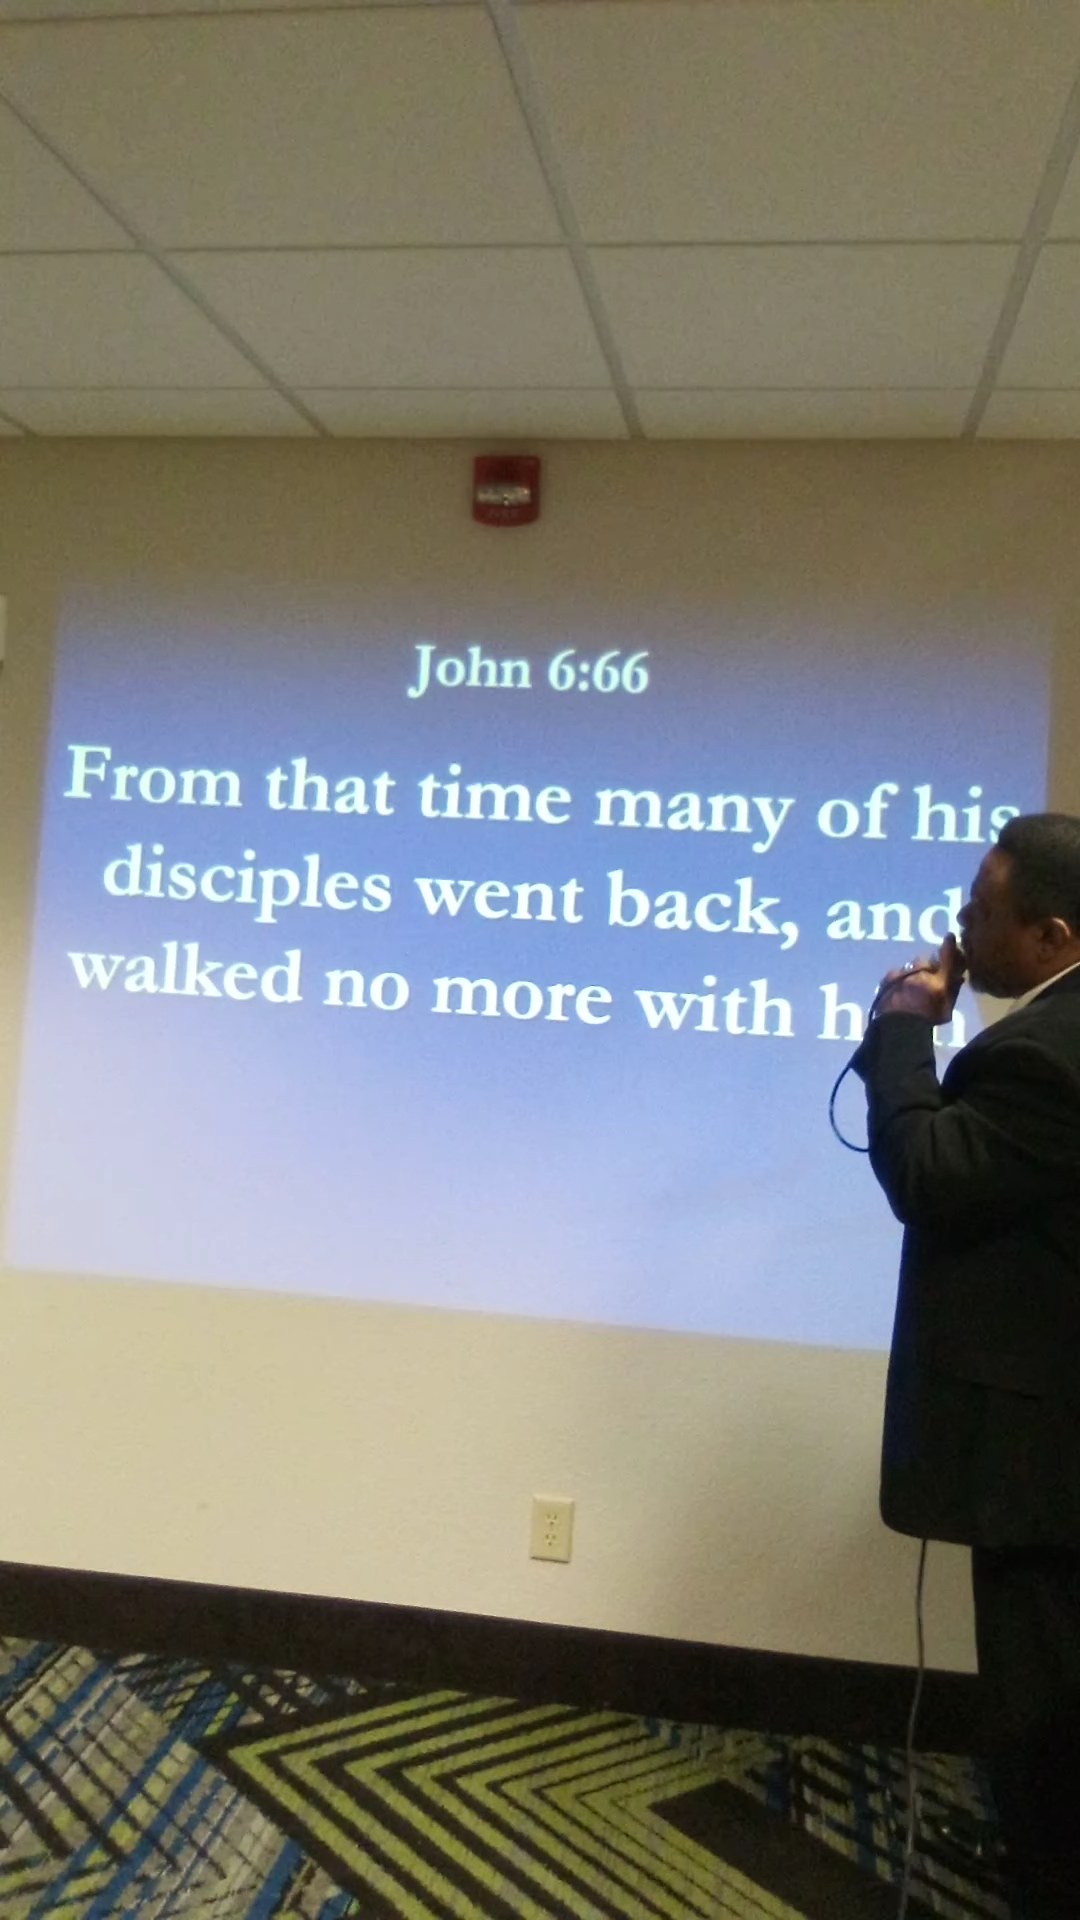 John 6:66
From that time many of his
disciples went back, and
walked no more with